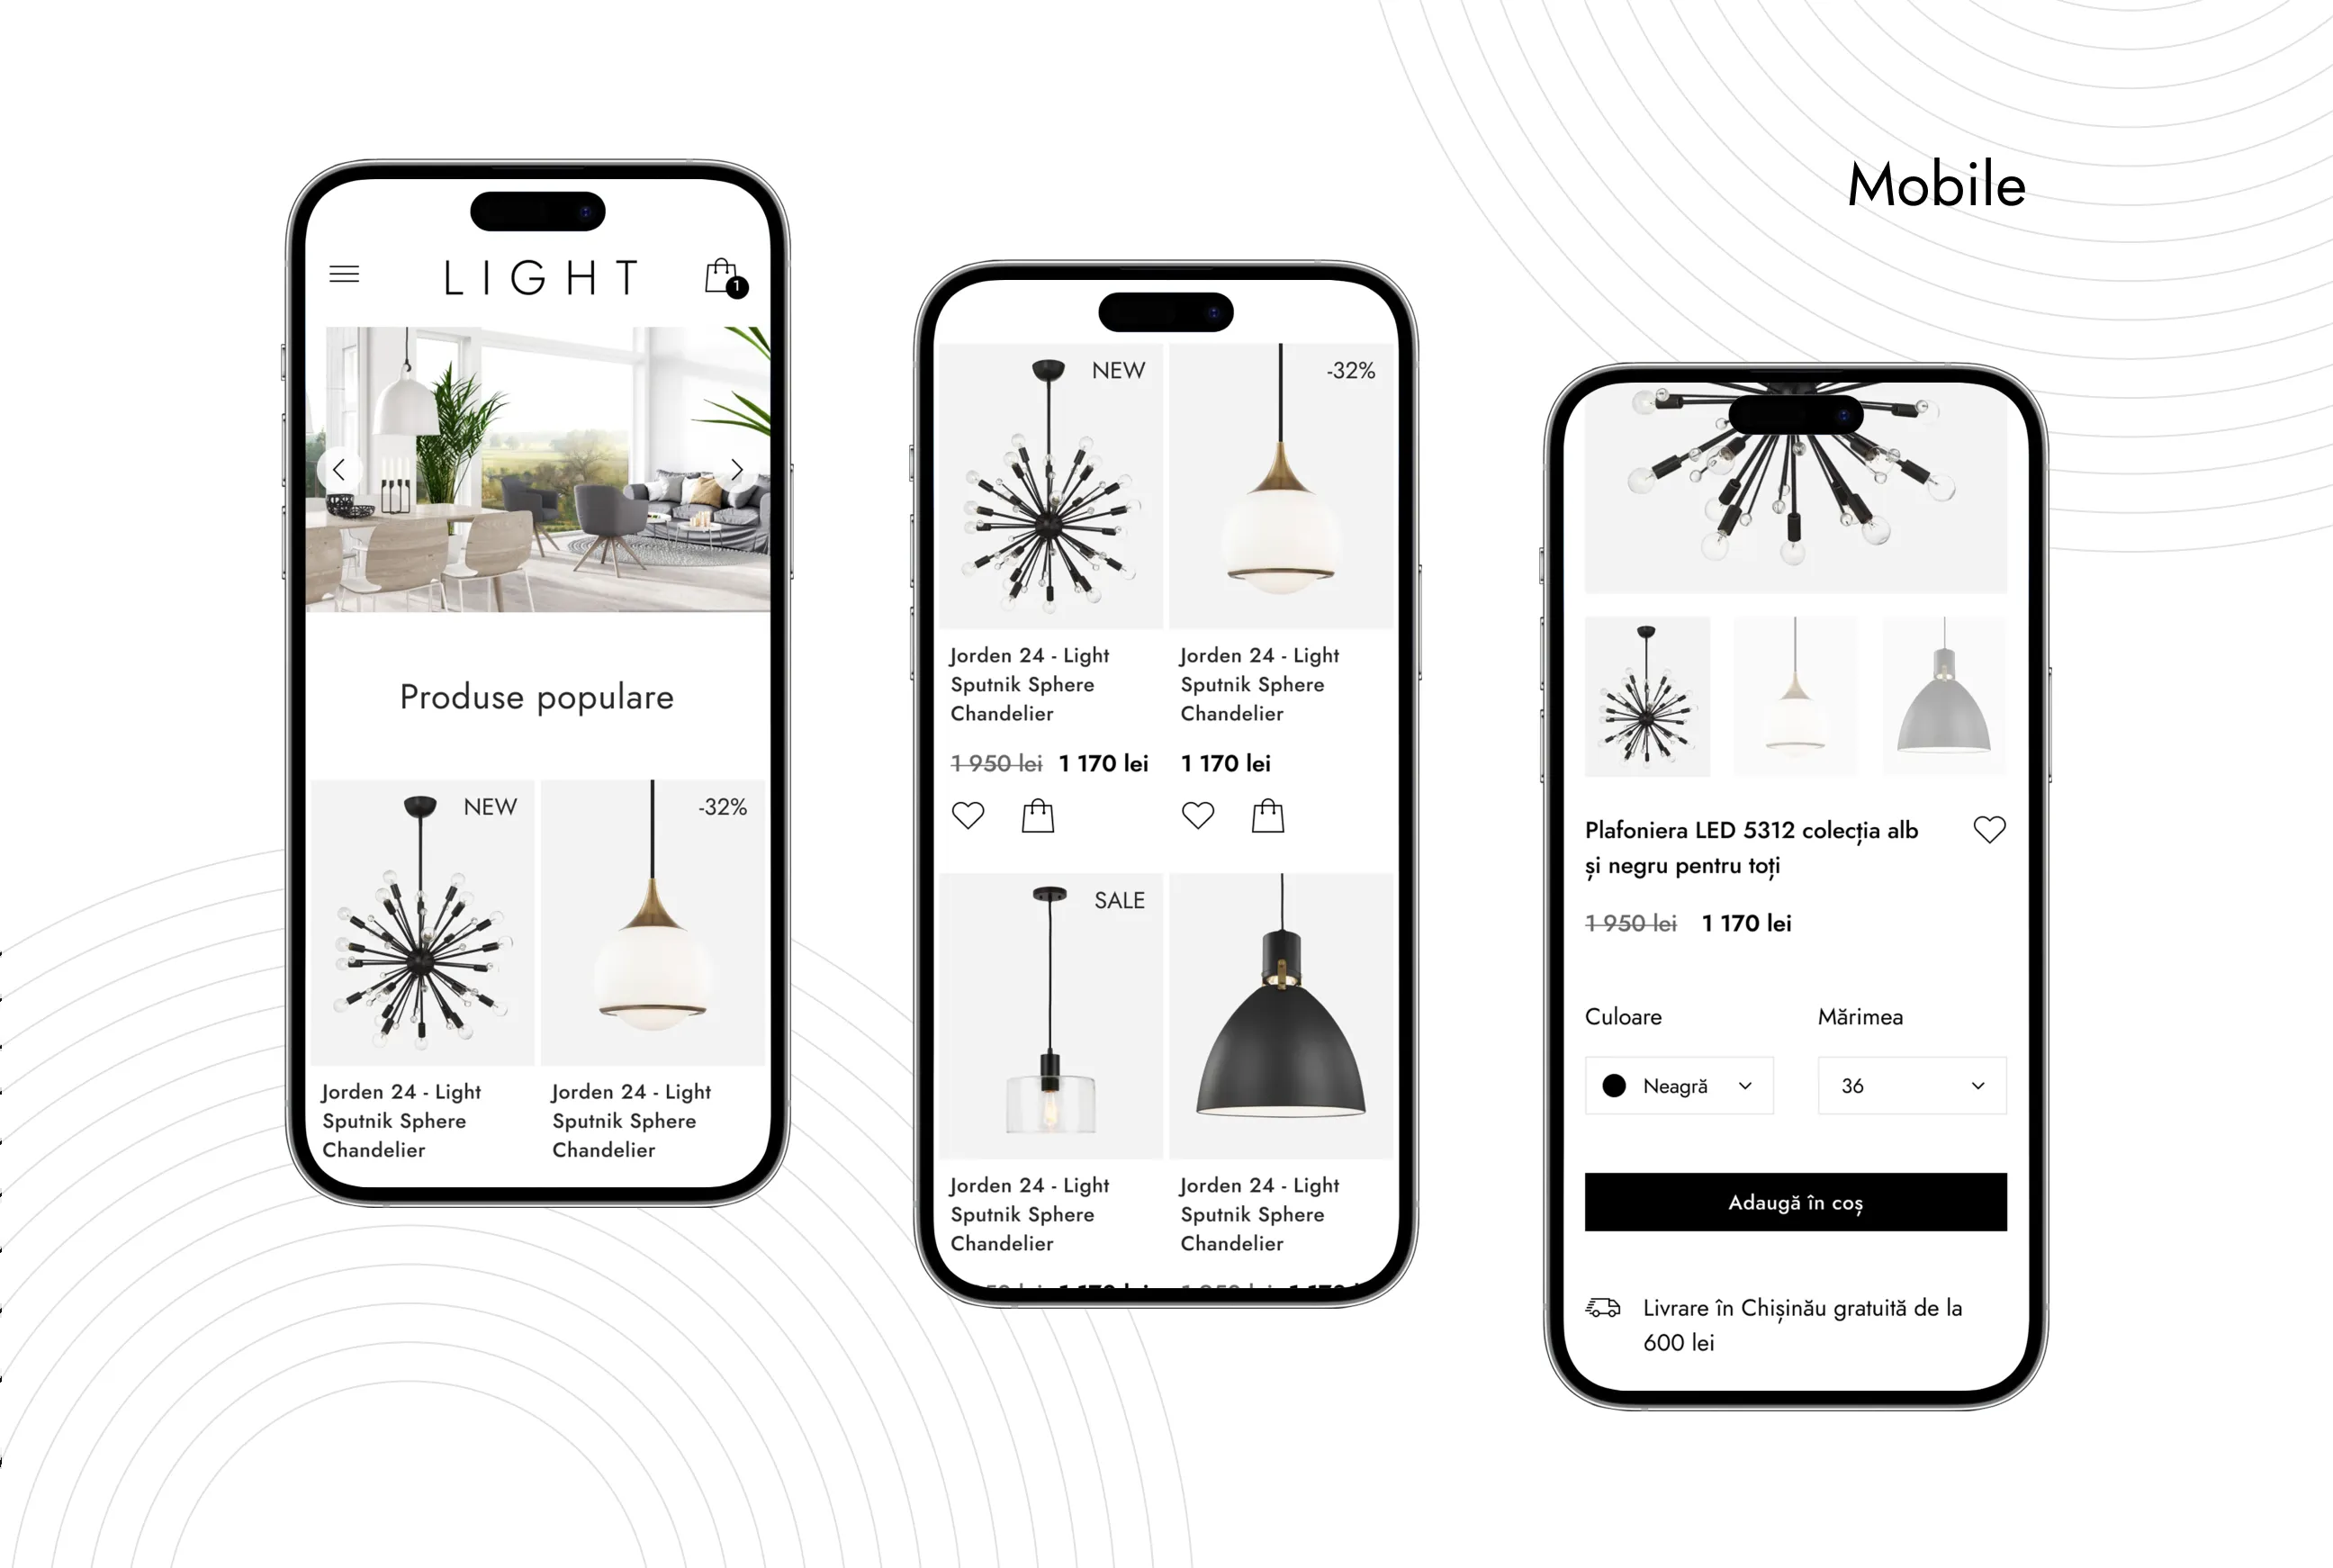 Mobile
LIGHT
1
Produse populare
NEW
-32%
Jorden 24 - Light
Sputnik Sphere
Chandelier
Jorden 24 - Light
Sputnik Sphere
Chandelier
NEW
-32%
Jorden 24 - Light
Sputnik Sphere
Chandelier
1 950 lei 1 170 lei
Jorden 24 - Light
Sputnik Sphere
Chandelier
1 170 lei
SALE
Jorden 24 - Light
Sputnik Sphere
Chandelier
Jorden 24 - Light
Sputnik Sphere
Chandelier
Plafoniera LED 5312 colecția alb
și negru pentru toți
1 950 lei 1 170 lei
Culoare
Mărimea
Neagră
36
Adaugă în coș
Livrare în Chișinău gratuită de la
600 lei